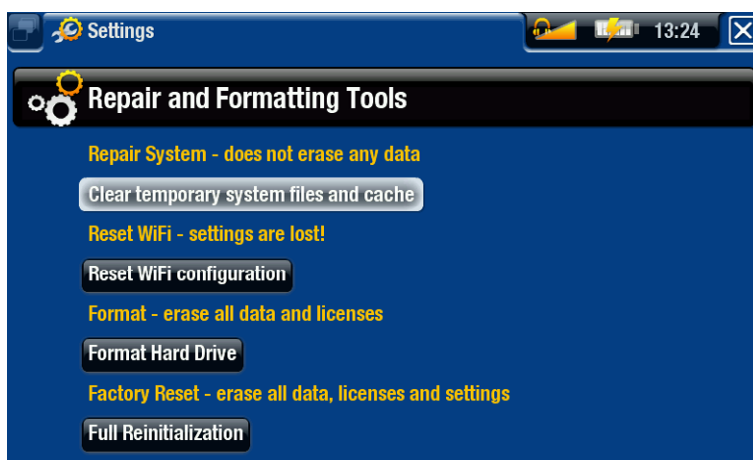 Settings
13:24
Repair and Formatting Tools
Repair System - does not erase any data
Clear temporary system files and cache
Reset WiFi - settings are lost!
Reset WiFi configuration
Format - erase all data and licenses
Format Hard Drive
Factory Reset - erase all data, licenses and settings
Full Reinitialization